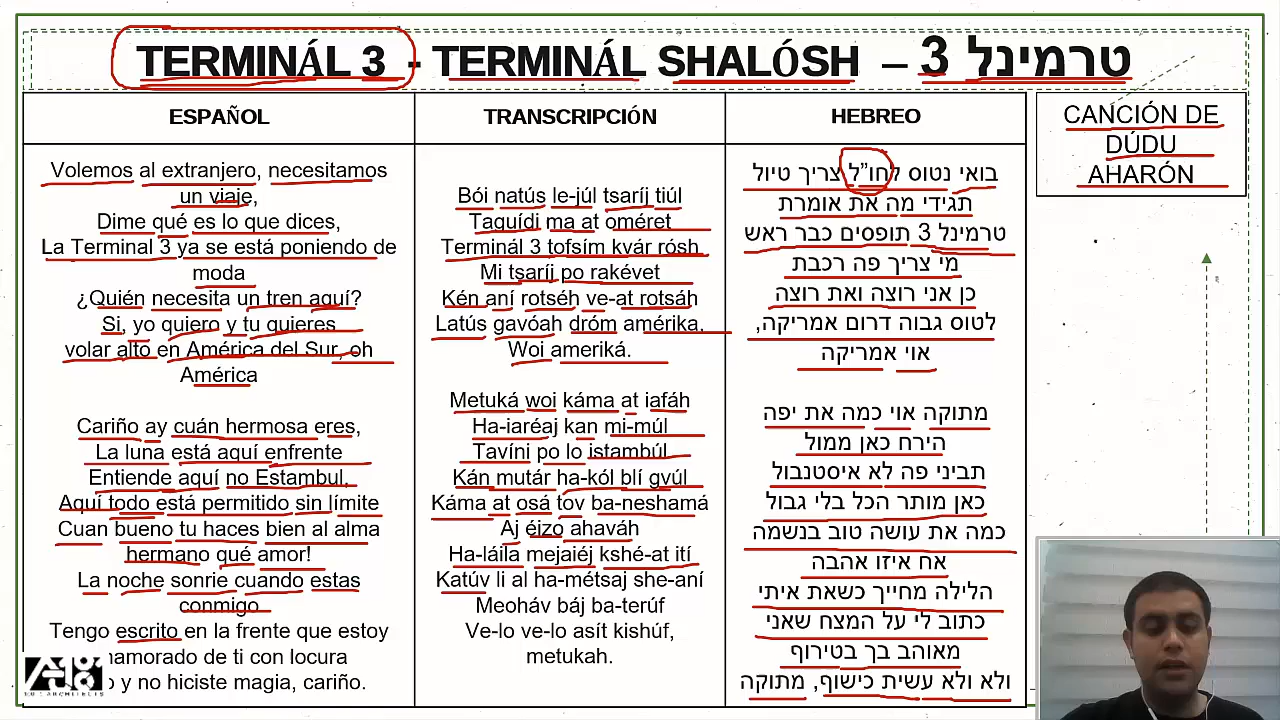 TERMINÁL 3 - TERMINÁL SHALÓSH – טרמינל 3
ESPAÑOL
Volemos al extranjero, necesitamos
un viaje,
Dime qué es lo que dices,
La Terminal 3 ya se está poniendo de
moda
¿Quién necesita un tren aquí?
Si, yo quiero y tu quieres
volar alto en América del Sur, oh
América
Cariño ay cuán hermosa eres,
La luna está aquí enfrente
Entiende aquí no Estambul,
Aquí todo está permitido sin límite
Cuan bueno tu haces bien al alma
hermano qué amor!
La noche sonrie cuando estas
conmigo
Tengo escrito en la frente que estoy
namorado de ti con locura
y no hiciste magia, cariño.
TRANSCRIPCIÓN
Bói natús le-júl tsaríj tiúl
Taguídi ma at oméret
Terminál 3 tofsím kvár rósh
Mi tsaríj po rakévet
Kén aní rotséh ve-at rotsáh
Latús gavóah dróm amérika,
Woi ameriká.
Metuká woi káma at iafáh
Ha-iaréaj kan mi-múl
Tavíni po lo istambúl
Kán mutár ha-kól blí gvúl
Káma at osá tov ba-neshamá
Aj éizo ahaváh
Ha-láila mejaiéj kshé-at ití
Katúv li al ha-métsaj she-aní
Meoháv báj ba-terúf
Ve-lo ve-lo asít kishúf,
metukah.
HEBREO
בואי נטוס לחו”ל צריך טיול
תגידי מה את אומרת
טרמינל 3 תופסים כבר ראש
מי צריך פה רכבת
כן אני רוצה ואת רוצה
לטוס גבוה דרום אמריקה,
אוי אמריקה
מתוקה אוי כמה את יפה
הירח כאן ממול
תביני פה לא איסטנבול
כאן מותר הכל בלי גבול
כמה את עושה טוב בנשמה
אח איזו אהבה
הלילה מחייך כשאת איתי
כתוב לי על המצח שאני
מאוהב בך בטירוף
ולא ולא עשית כישוף, מתוקה
CANCIÓN DE
DÚDU
AHARÓN